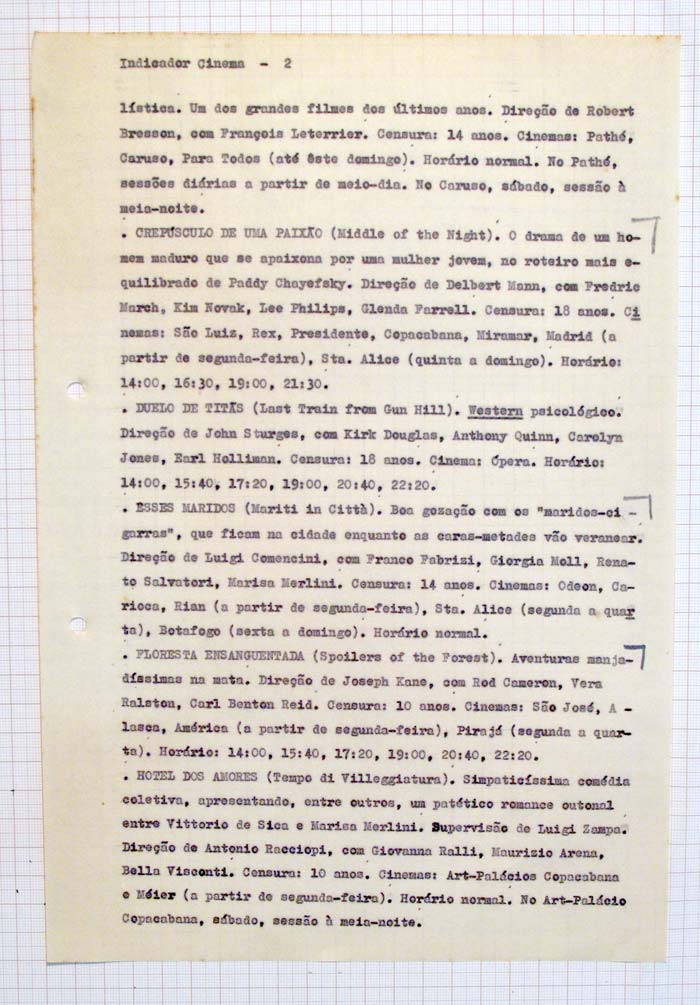 Indicador Cinema - 2
lística. Um dos grandes filmes dos últimos anos. Direção de Robert
Bresson, com François Leterrier. Censura: 14 anos. Cinemas: Pathé,
Caruso, Para Todos (até êste domingo). Horário normal. No Pathé,
sessões diárias a partir de meio-dia. No Caruso, sábado, sessão à
meia-noite.
. CREPÚSCULO DE UMA PAIXÃO (Middle of the Night). O drama de um ho-
mem maduro que se apaixona por uma mulher jovem, no roteiro mais e-
quilibrado de Paddy Chayefsky. Direção de Delbert Mann, com Fredric
March, Kim Novak, Lee Philips, Glenda Farrell. Censura: 18 anos. Ci
nemas: São Luiz, Rex, Presidente, Copacabana, Miramar, Madrid (a
partir de segunda-feira), Sta. Alice (quinta a domingo). Horário:
14:00, 16:30, 19:00, 21:30.
. DUELO DE TITÃS (Last Train from Gun Hill). Western psicológico.
Direção de John Sturges, com Kirk Douglas, Anthony Quinn, Carolyn
Jones, Earl Holliman. Censura: 18 anos. Cinema: Ópera. Horário:
14:00, 15:40, 17:20, 19:00, 20:40, 22:20.
. ÊSSES MARIDOS (Mariti in Città). Boa gozação com os "maridos-ci -
garras", que ficam na cidade enquanto as caras-metades vão veranear.
Direção de Luigi Comencini, com Franco Fabrizi, Giorgia Moll, Rena-
to Salvatori, Marisa Merlini. Censura: 14 anos. Cinemas: Odeon, Ca-
rioca, Rian (a partir de segunda-feira), Sta. Alice (segunda a quar
ta), Botafogo (sexta a domingo). Horário normal.
. FLORESTA ENSANGUENTADA (Spoilers of the Forest). Aventuras manja-
díssimas na mata. Direção de Joseph Kane, com Rod Cameron, Vera
Ralston, Carl Benton Reid. Censura: 10 anos. Cinemas: São José, A -
lasca, América (a partir de segunda-feira), Pirajá (segunda a quar-
ta). Horário: 14:00, 15:40, 17:20, 19:00, 20:40, 22:20.
. HOTEL DOS AMORES (Tempo di Villeggiatura). Simpaticíssima comédia
coletiva, apresentando, entre outros, um patético romance outonal
entre Vittorio de Sica e Marisa Merlini. Supervisão de Luigi Zampa.
Direção de Antonio Racciopi, com Giovanna Ralli, Maurizio Arena,
Bella Visconti. Censura: 10 anos. Cinemas: Art-Palácios Copacabana
e Méier (a partir de segunda-feira). Horário normal. No Art-Palácio
Copacabana, sábado, sessão à meia-noite.